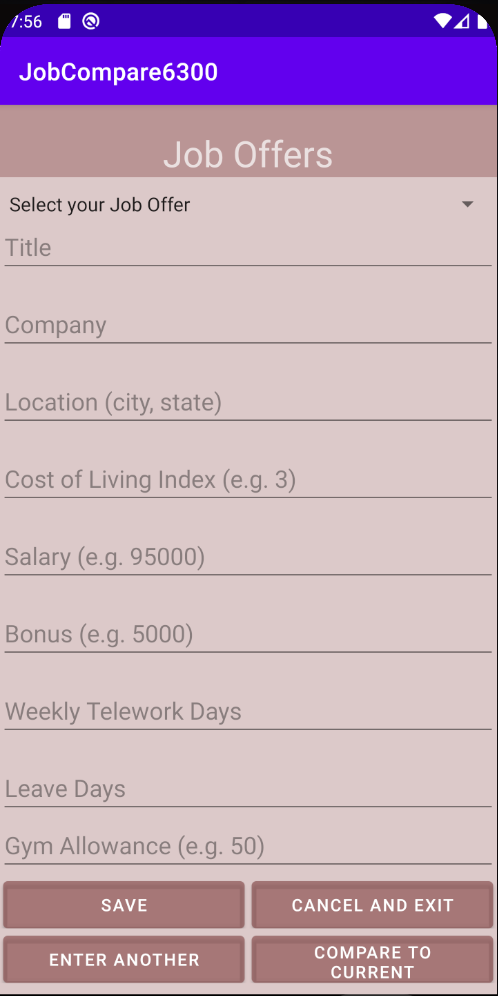 7:56
JobCompare6300
Job Offers
Select your Job Offer
Title
Company
Location (city, state)
Cost of Living Index (e.g. 3)
Salary (e.g. 95000)
Bonus (e.g. 5000)
Weekly Telework Days
Leave Days
Gym Allowance (e.g. 50)
SAVE
CANCEL AND EXIT
ENTER ANOTHER
COMPARE TO
CURRENT